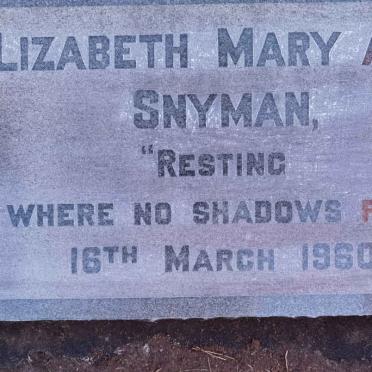 LIZABETH MARY A
SNYMAN,
"RESTING
WHERE NO SHADOWS F
16TH MARCH 1960